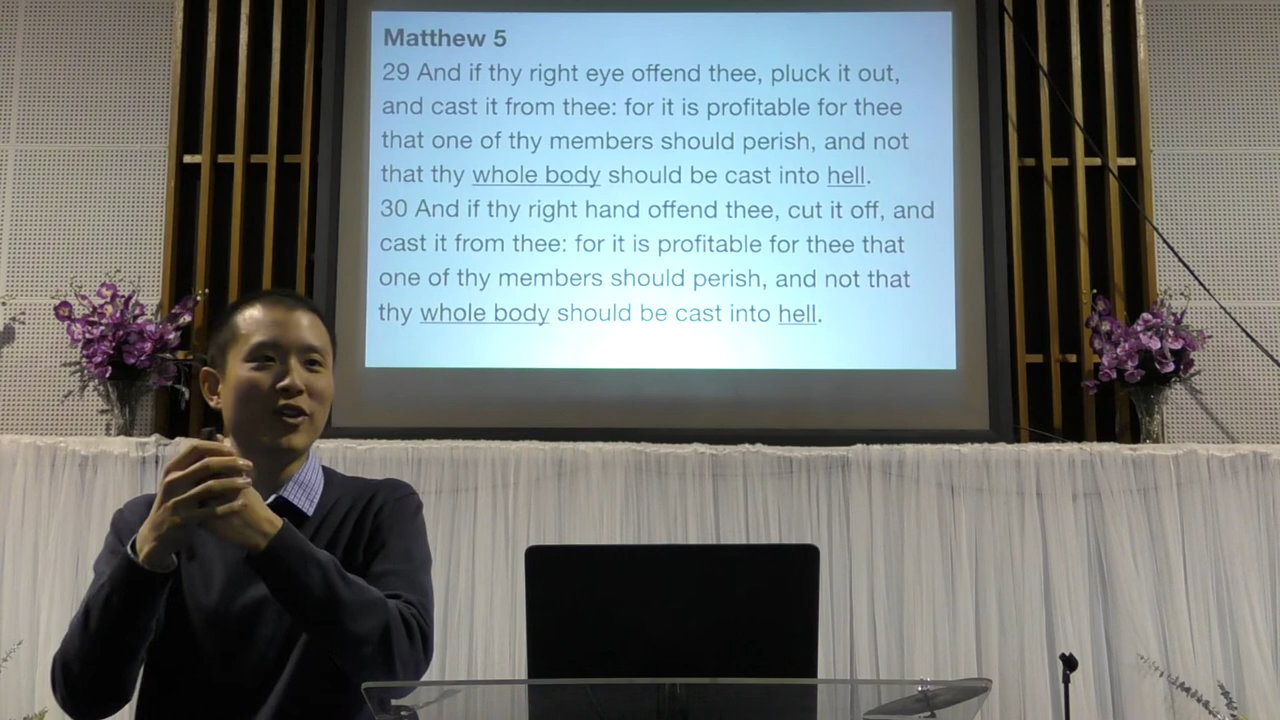 Matthew 5
29 And if thy right eye offend thee, pluck it out,
and cast it from thee: for it is profitable for thee
that one of thy members should perish, and not
that thy whole body should be cast into hell.
30 And if thy right hand offend thee, cut it off, and
cast it from thee: for it is profitable for thee that
one of thy members should perish, and not that
thy whole body should be cast into hell.